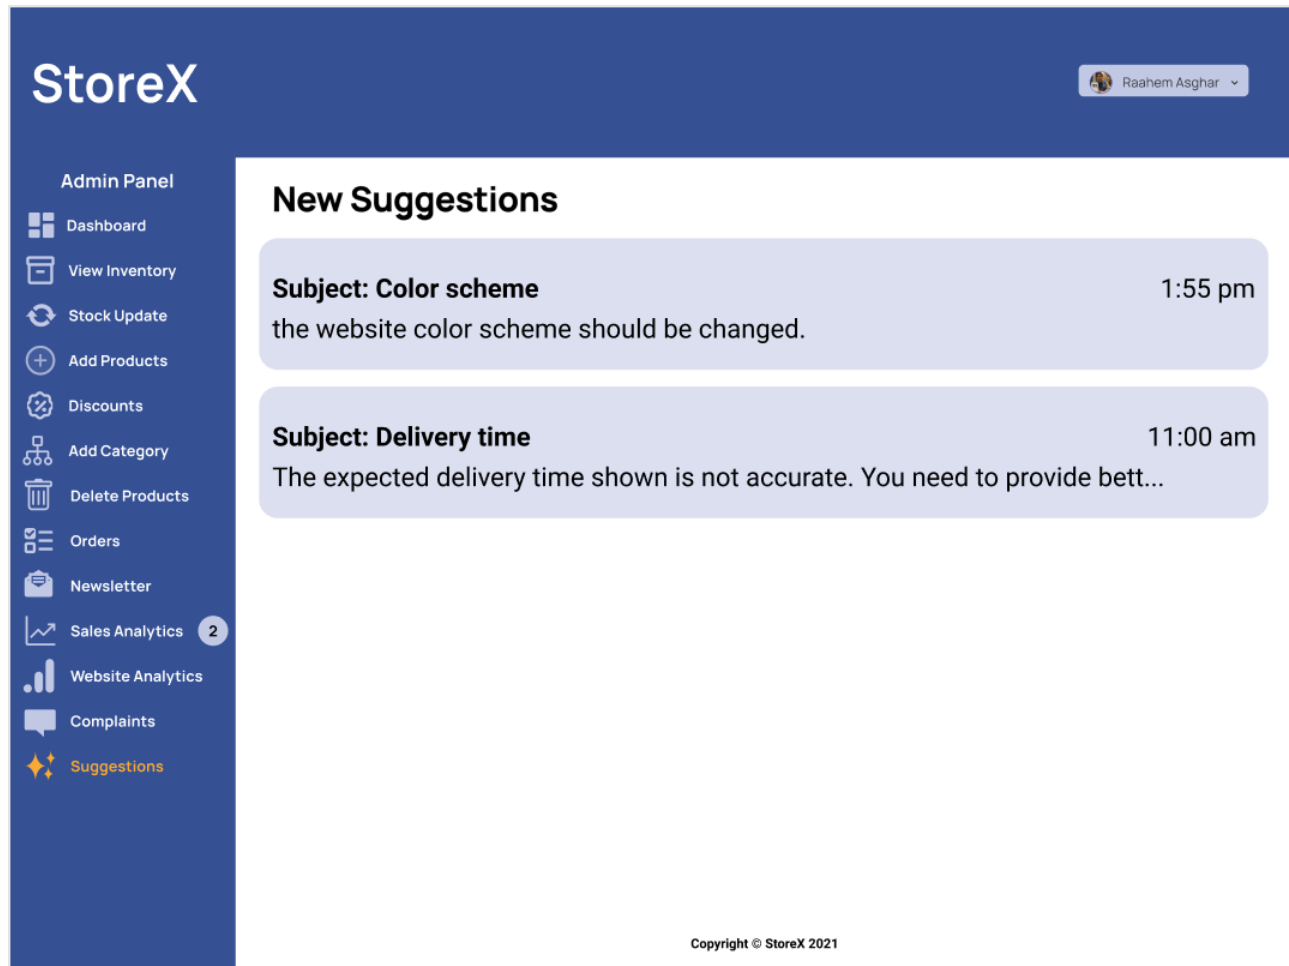 StoreX
Raahem Asghar
Admin Panel
Dashboard
View Inventory
Stock Update
Add Products
Discounts
Add Category
Delete Products
Orders
Newsletter
Sales Analytics 2
Website Analytics
Complaints
Suggestions
New Suggestions
Subject: Color scheme 1:55 pm
the website color scheme should be changed.
Subject: Delivery time 11:00 am
The expected delivery time shown is not accurate. You need to provide bett...
Copyright © StoreX 2021